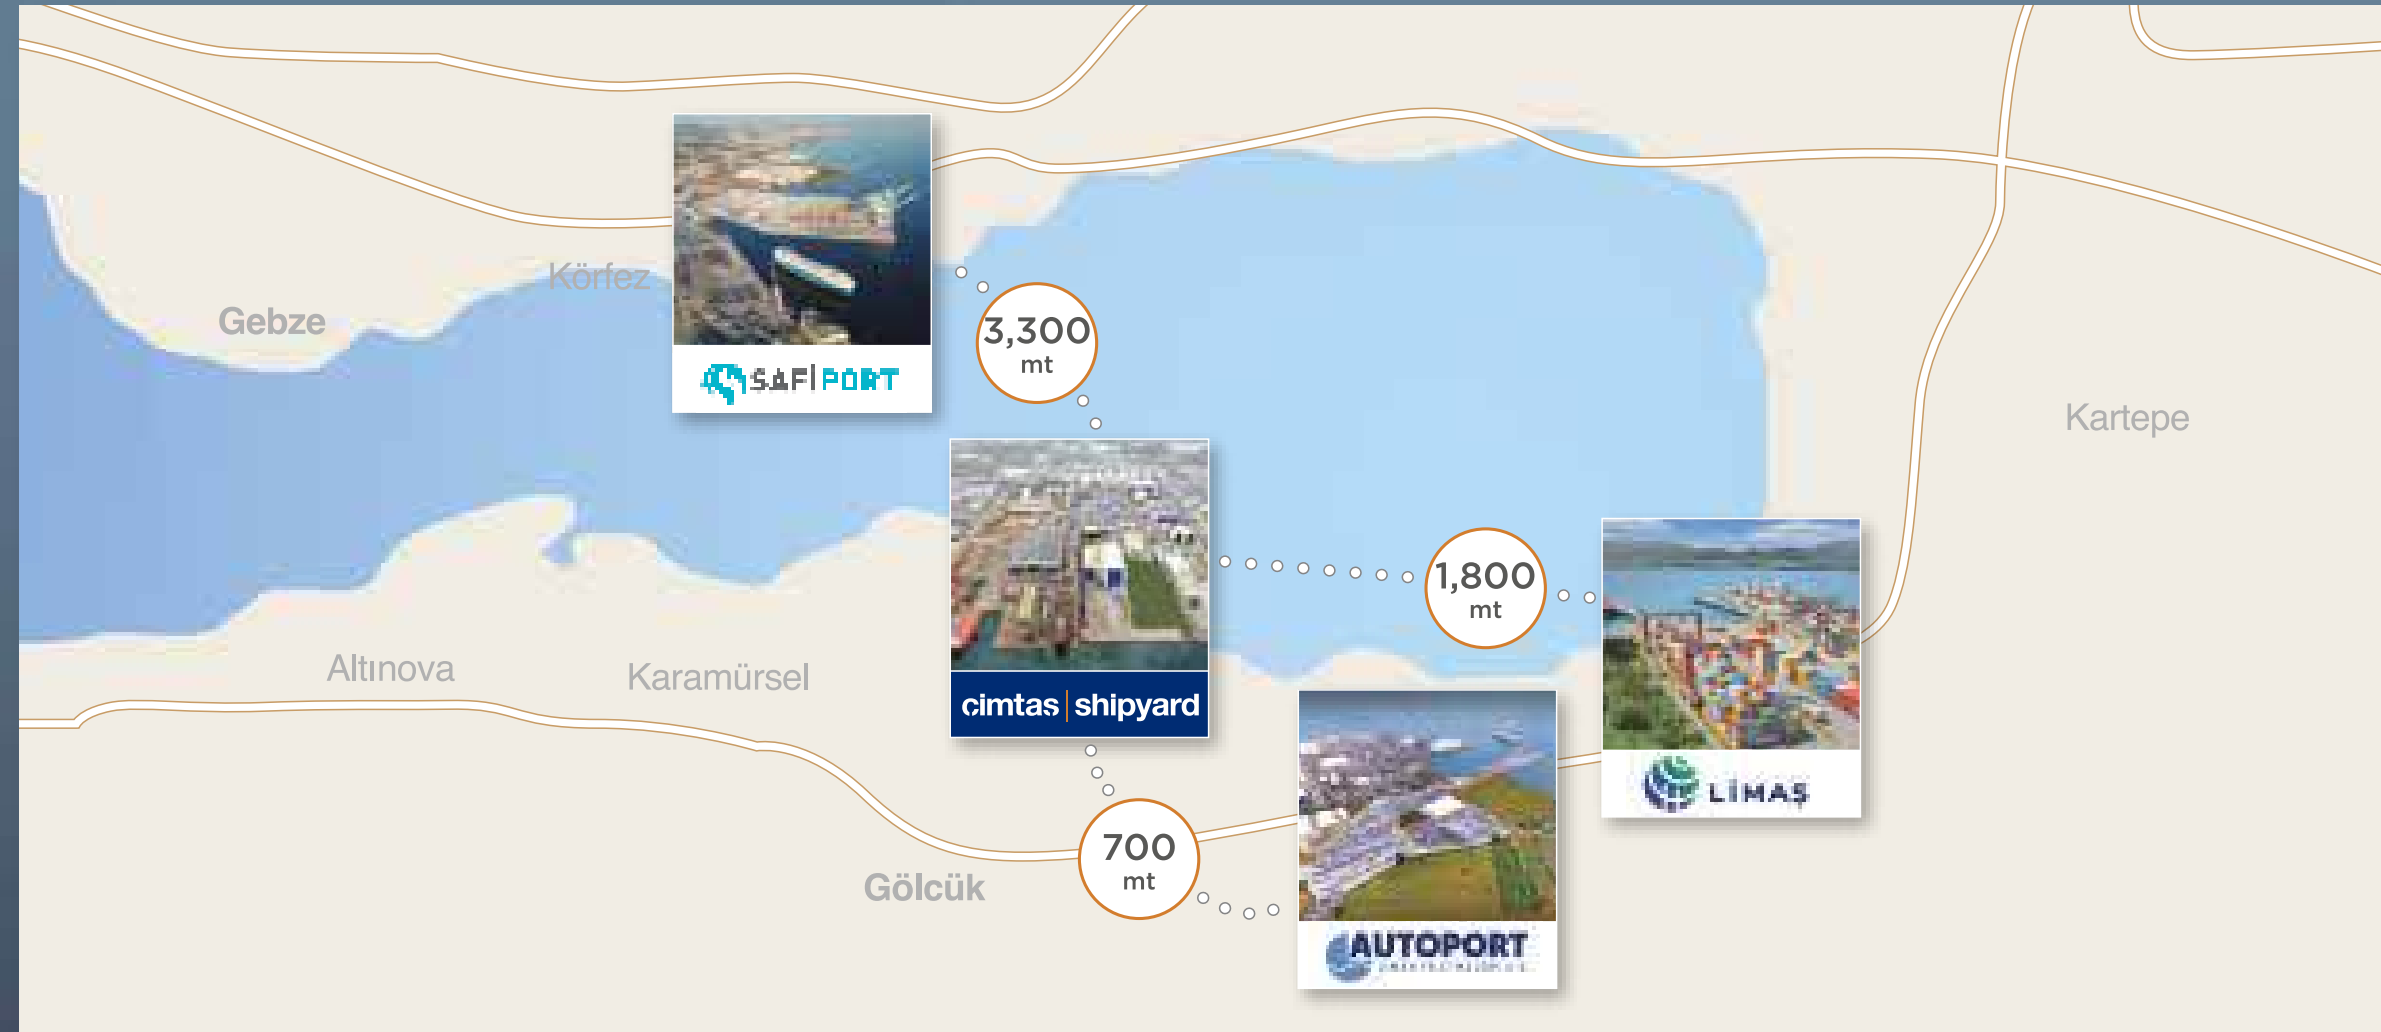 Körfez
Gebze
SAFİPORT
3,300
mt
Kartepe
1,800
mt
cimtas | shipyard
Altınova
Karamürsel
LİMAŞ
700
mt
Gölcük
AUTOPORT